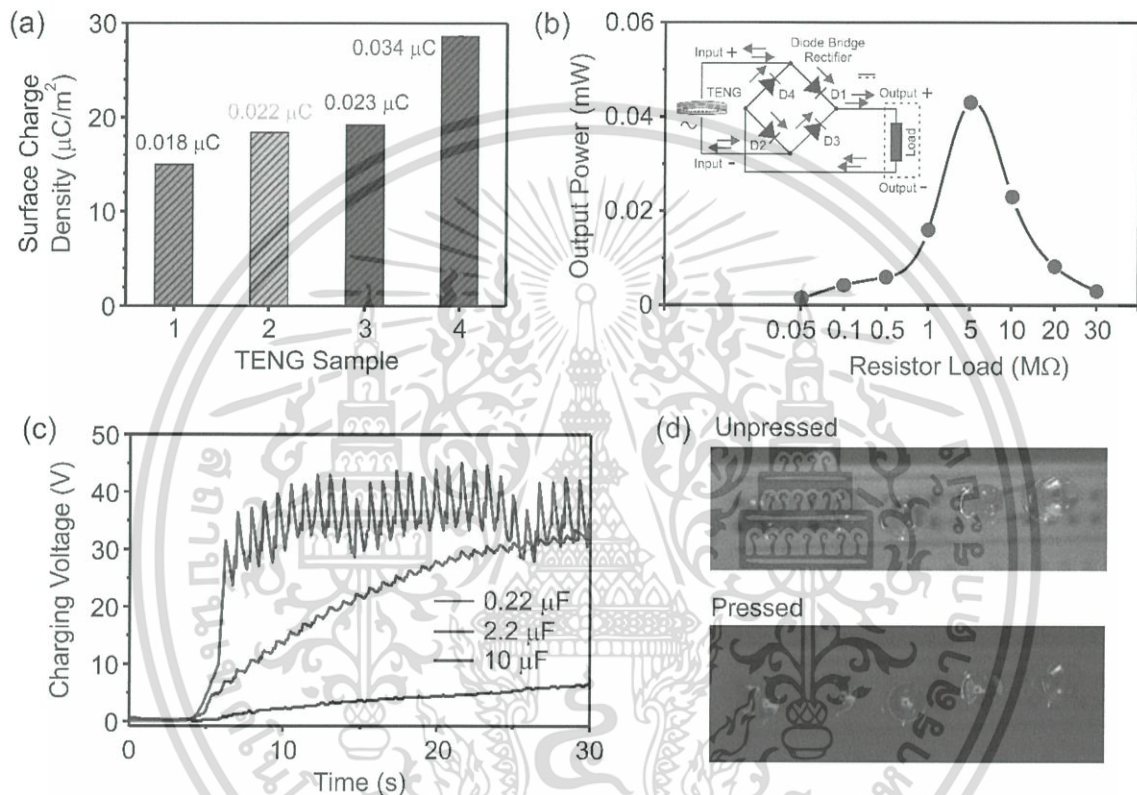 (a)
Surface Charge
Density (μC/m²)
30
20
10
0
0.018 μC
0.022 μC
0.023 μC
0.034 μC
1 2 3 4
TENG Sample
(b)
Output Power (mW)
0.06
0.04
0.02
0
Input +
Diode Bridge
Rectifier
TENG
D4
D1
Output +
D2
D3
Load
Input -
Output -
0.05 0.1 0.5 1 5 10 20 30
Resistor Load (MΩ)
(c)
Charging Voltage (V)
50
40
30
20
10
0
0.22 μF
2.2 μF
10 μF
0 10 20 30
Time (s)
(d)
Unpressed
Pressed